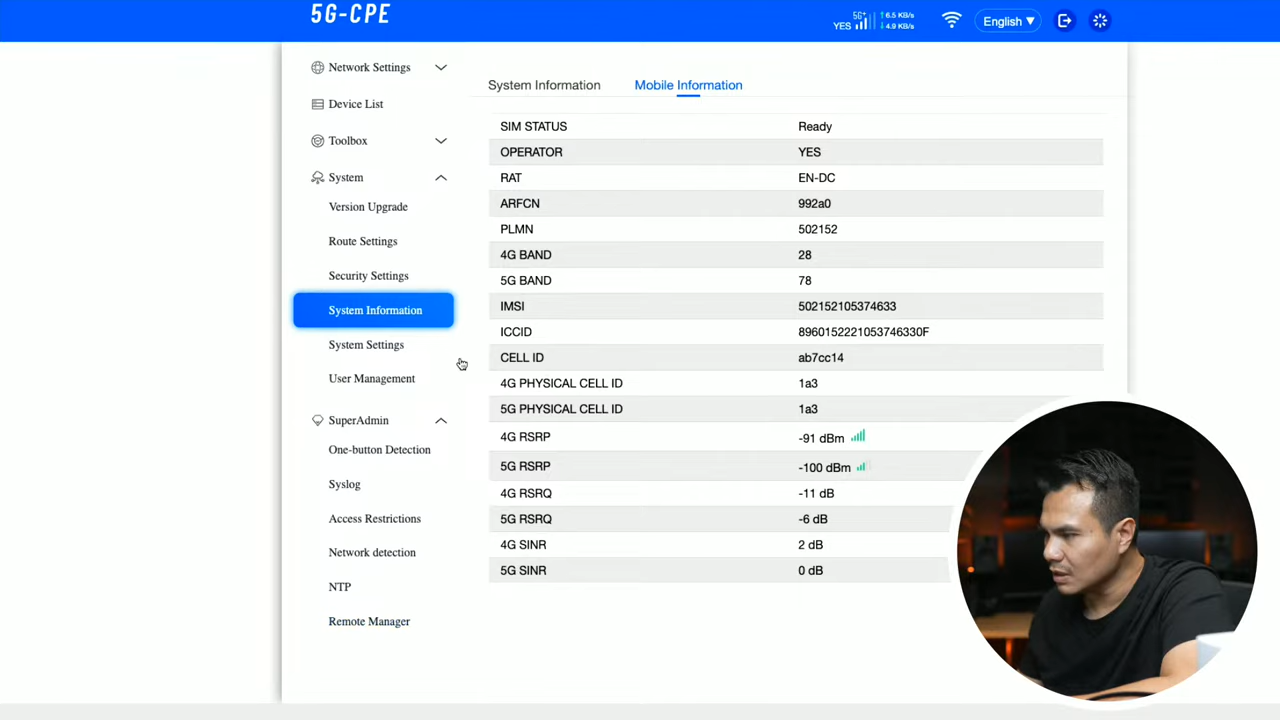 5G-CPE
YES 5G+ ↑ 6.5 KB/s
↓ 4.9 KB/s
English ▼
Network Settings
Device List
Toolbox
System
Version Upgrade
Route Settings
Security Settings
System Information
System Settings
User Management
SuperAdmin
One-button Detection
Syslog
Access Restrictions
Network detection
NTP
Remote Manager
System Information Mobile Information
SIM STATUS Ready
OPERATOR YES
RAT EN-DC
ARFCN 992a0
PLMN 502152
4G BAND 28
5G BAND 78
IMSI 502152105374633
ICCID 8960152221053746330F
CELL ID ab7cc14
4G PHYSICAL CELL ID 1a3
5G PHYSICAL CELL ID 1a3
4G RSRP -91 dBm
5G RSRP -100 dBm
4G RSRQ -11 dB
5G RSRQ -6 dB
4G SINR 2 dB
5G SINR 0 dB